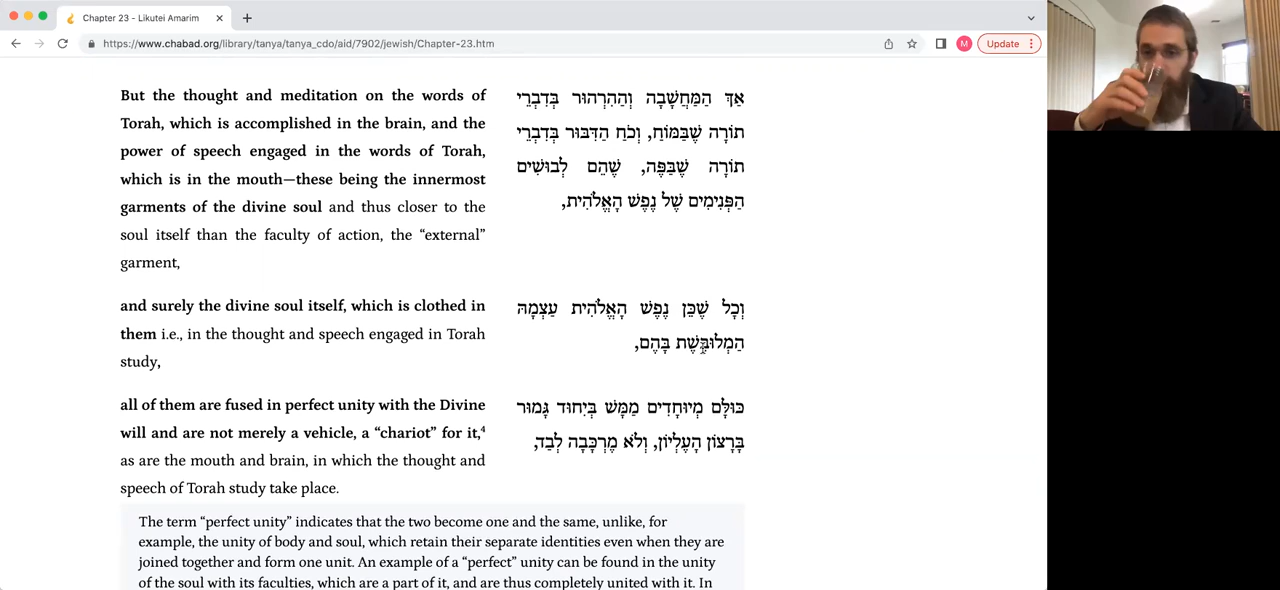 Chapter 23 - Likutei Amarim
https://www.chabad.org/library/tanya/tanya_cdo/aid/7902/jewish/Chapter-23.htm
M
Update
But the thought and meditation on the words of
Torah, which is accomplished in the brain, and the
power of speech engaged in the words of Torah,
which is in the mouth—these being the innermost
garments of the divine soul and thus closer to the
soul itself than the faculty of action, the “external”
garment,
אַךְ הַמַּחֲשָׁבָה וְהַהִרְהוּר בְּדִבְרֵי
תוֹרָה שֶׁבַּמּוֹחַ, וְכֹחַ הַדִּבּוּר בְּדִבְרֵי
תוֹרָה שֶׁבַּפֶּה, שֶׁהֵם לְבוּשִׁים
הַפְּנִימִים שֶׁל נֶפֶשׁ הָאֱלֹהִית,
and surely the divine soul itself, which is clothed in
them i.e., in the thought and speech engaged in Torah
study,
וְכָל שֶׁכֵּן נֶפֶשׁ הָאֱלֹהִית עַצְמָהּ
הַמְלוּבֶּשֶׁת בָּהֶם,
all of them are fused in perfect unity with the Divine
will and are not merely a vehicle, a “chariot” for it,⁴
as are the mouth and brain, in which the thought and
speech of Torah study take place.
כּוּלָּם מְיוּחָדִים מַמָּשׁ בְּיִחוּד גָּמוּר
בָּרָצוֹן הָעֶלְיוֹן, וְלֹא מֶרְכָּבָה לְבַד,
The term “perfect unity” indicates that the two become one and the same, unlike, for
example, the unity of body and soul, which retain their separate identities even when they are
joined together and form one unit. An example of a “perfect” unity can be found in the unity
of the soul with its faculties, which are a part of it, and are thus completely united with it. In